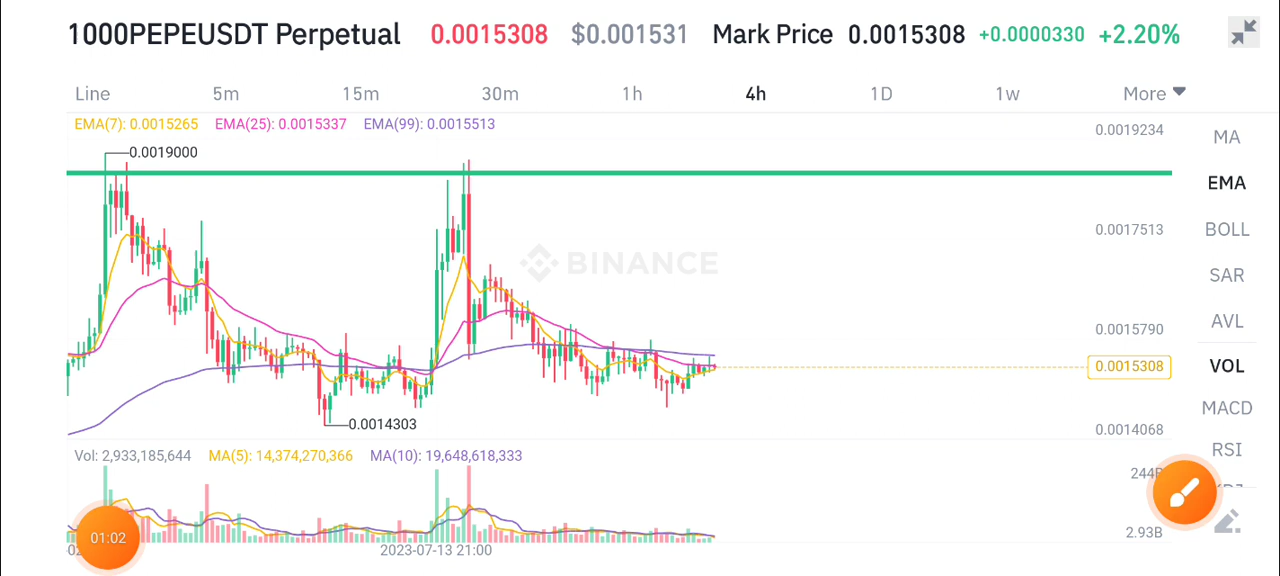 1000PEPEUSDT Perpetual 0.0015308 $0.001531 Mark Price 0.0015308 +0.0000330 +2.20%
Line 5m 15m 30m 1h 4h 1D 1w More
EMA(7): 0.0015265 EMA(25): 0.0015337 EMA(99): 0.0015513
0.0019234
MA
0.0019000
EMA
0.0017513
BOLL
BINANCE
SAR
AVL
0.0015790
0.0015308
VOL
MACD
0.0014303
0.0014068
RSI
Vol: 2,933,185,644 MA(5): 14,374,270,366 MA(10): 19,648,618,333
2.93B
01:02
2023-07-13 21:00